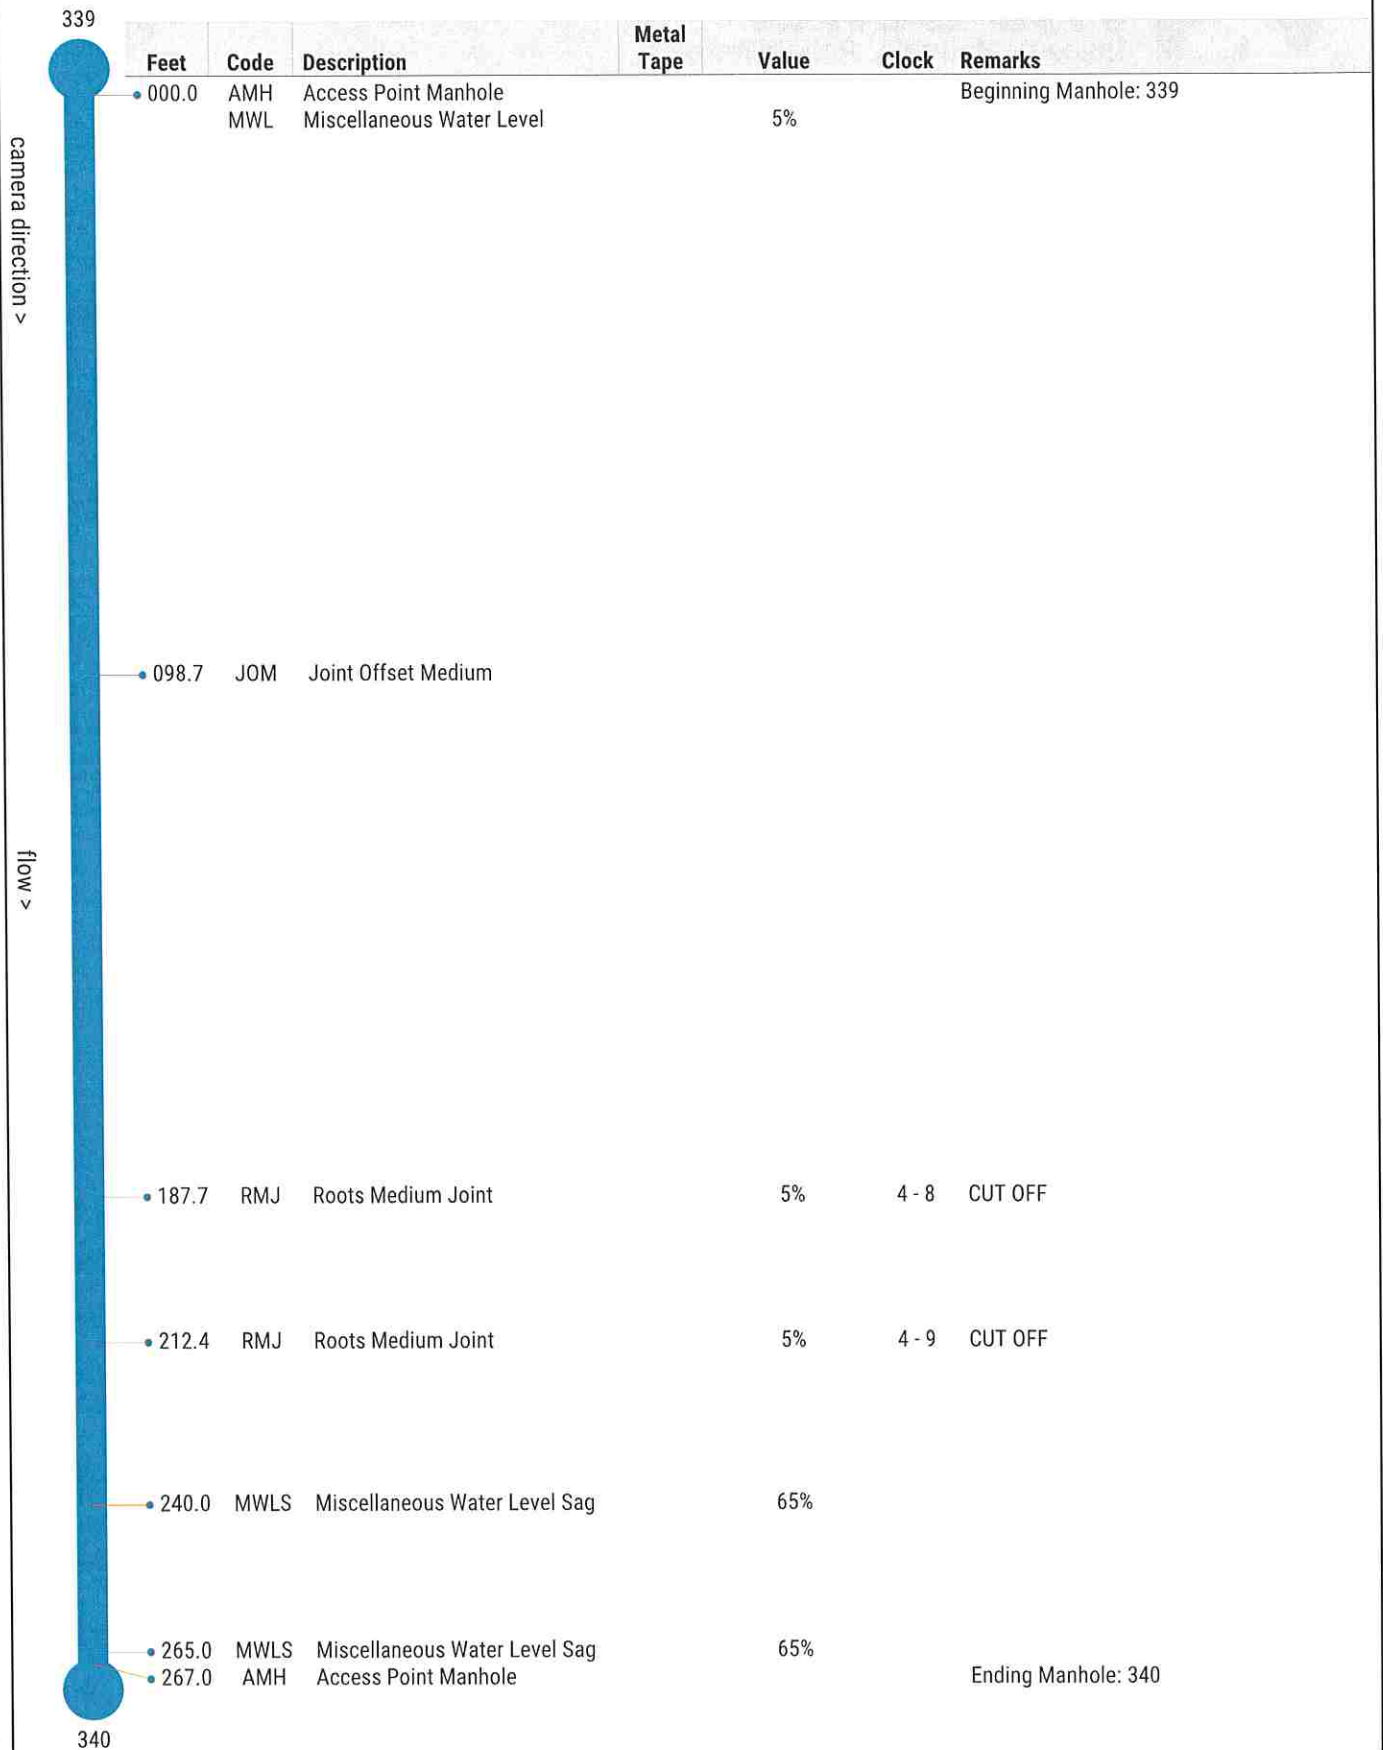 339
Feet Code Description Metal Tape Value Clock Remarks
000.0 AMH Access Point Manhole Beginning Manhole: 339
MWL Miscellaneous Water Level 5%
camera direction >
098.7 JOM Joint Offset Medium
flow >
187.7 RMJ Roots Medium Joint 5% 4 - 8 CUT OFF
212.4 RMJ Roots Medium Joint 5% 4 - 9 CUT OFF
240.0 MWLS Miscellaneous Water Level Sag 65%
265.0 MWLS Miscellaneous Water Level Sag 65%
267.0 AMH Access Point Manhole Ending Manhole: 340
340